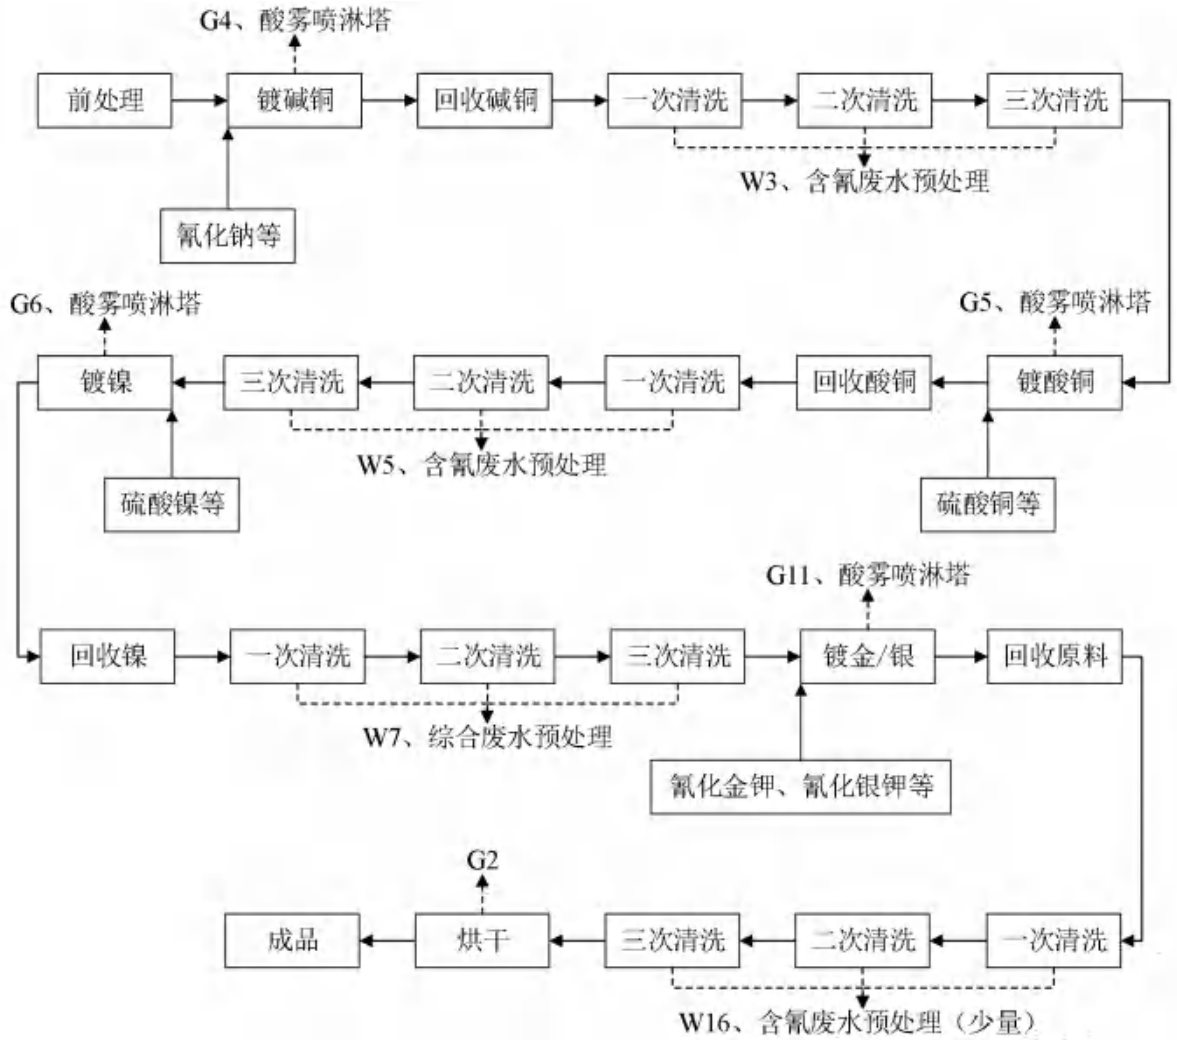 G4、酸雾喷淋塔
前处理
镀碱铜
回收碱铜
一次清洗
二次清洗
三次清洗
W3、含氰废水预处理
氰化钠等
G6、酸雾喷淋塔
G5、酸雾喷淋塔
镀镍
三次清洗
二次清洗
一次清洗
回收酸铜
镀酸铜
W5、含氰废水预处理
硫酸镍等
硫酸铜等
G11、酸雾喷淋塔
回收镍
一次清洗
二次清洗
三次清洗
镀金/银
回收原料
W7、综合废水预处理
氰化金钾、氰化银钾等
G2
成品
烘干
三次清洗
二次清洗
一次清洗
W16、含氰废水预处理（少量）